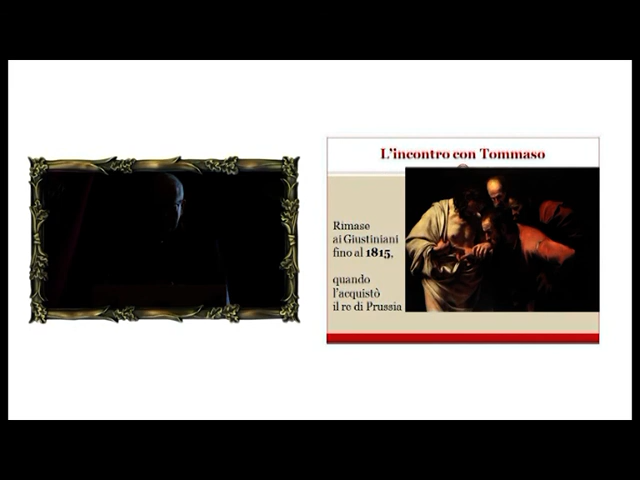 L'incontro con Tommaso
Rimase
ai Giustiniani
fino al 1815,
quando
l'acquistò
il re di Prussia